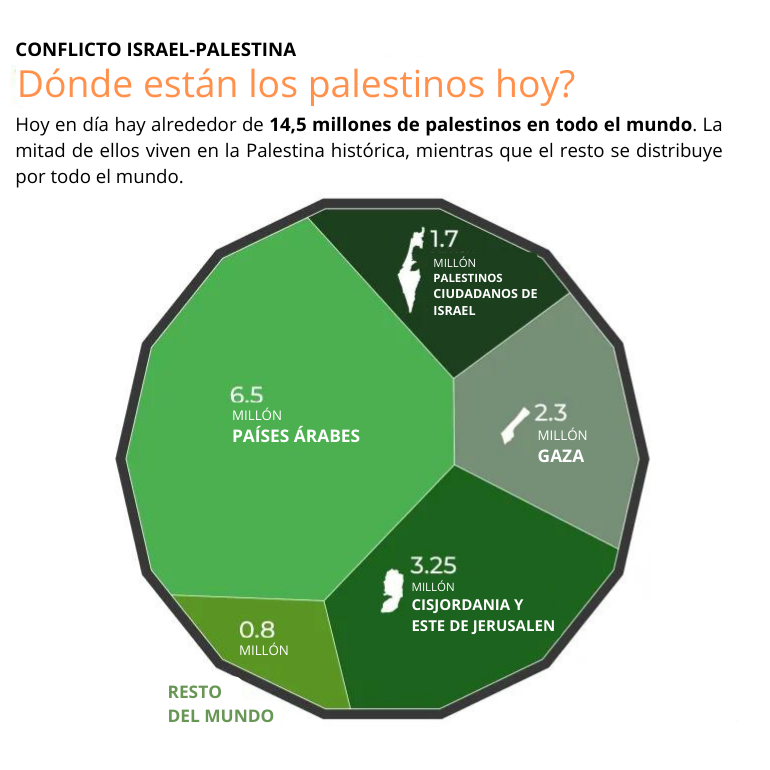 CONFLICTO ISRAEL-PALESTINA
Dónde están los palestinos hoy?
Hoy en día hay alrededor de 14,5 millones de palestinos en todo el mundo. La
mitad de ellos viven en la Palestina histórica, mientras que el resto se distribuye
por todo el mundo.
1.7
MILLÓN
PALESTINOS
CIUDADANOS DE
ISRAEL
6.5
MILLÓN
PAÍSES ÁRABES
2.3
MILLÓN
GAZA
3.25
MILLÓN
CISJORDANIA Y
ESTE DE JERUSALEN
0.8
MILLÓN
RESTO
DEL MUNDO